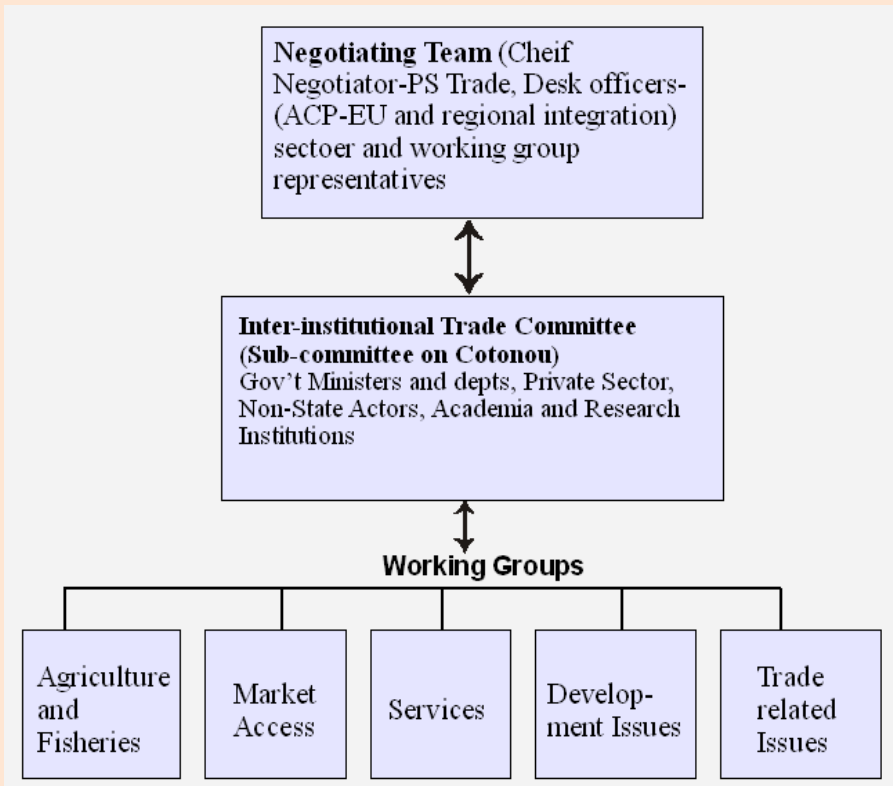 Negotiating Team (Cheif
Negotiator-PS Trade, Desk officers-
(ACP-EU and regional integration)
sectoer and working group
representatives
Inter-institutional Trade Committee
(Sub-committee on Cotonou)
Gov't Ministers and depts, Private Sector,
Non-State Actors, Academia and Research
Institutions
Working Groups
Agriculture
and
Fisheries
Market
Access
Services
Develop-
ment Issues
Trade
related
Issues